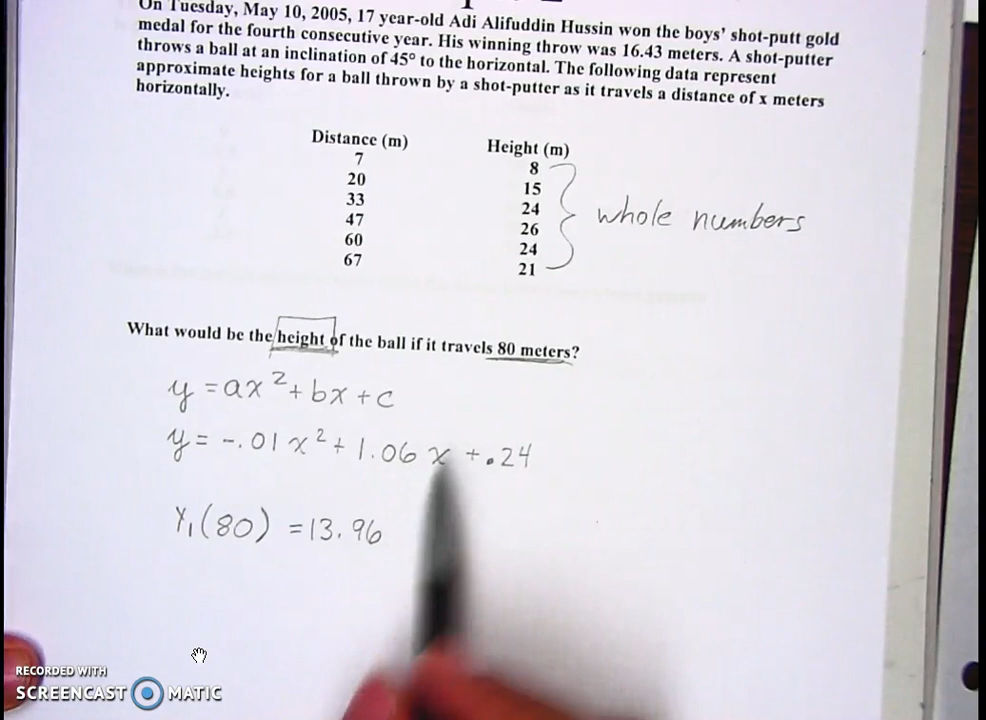 On Tuesday, May 10, 2005, 17 year-old Adi Alifuddin Hussin won the boys' shot-putt gold
medal for the fourth consecutive year. His winning throw was 16.43 meters. A shot-putter
throws a ball at an inclination of 45° to the horizontal. The following data represent
approximate heights for a ball thrown by a shot-putter as it travels a distance of x meters
horizontally.
Distance (m) Height (m)
7 8
20 15
33 24
47 26
60 24
67 21
whole numbers
What would be the height of the ball if it travels 80 meters?
y = ax² + bx + c
y = -.01x² + 1.06x + .24
Y₁(80) = 13.96
RECORDED WITH
SCREENCAST MATIC